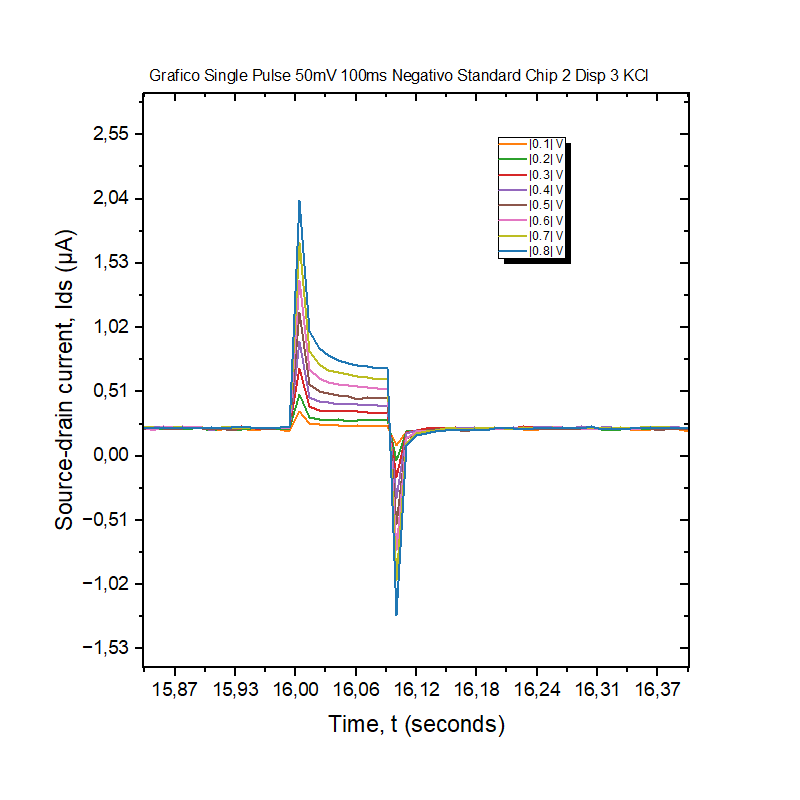 Grafico Single Pulse 50mV 100ms Negativo Standard Chip 2 Disp 3 KCl
|0.1| V
|0.2| V
|0.3| V
|0.4| V
|0.5| V
|0.6| V
|0.7| V
|0.8| V
Source-drain current, Ids (µA)
2,55
2,04
1,53
1,02
0,51
0,00
−0,51
−1,02
−1,53
15,87 15,93 16,00 16,06 16,12 16,18 16,24 16,31 16,37
Time, t (seconds)